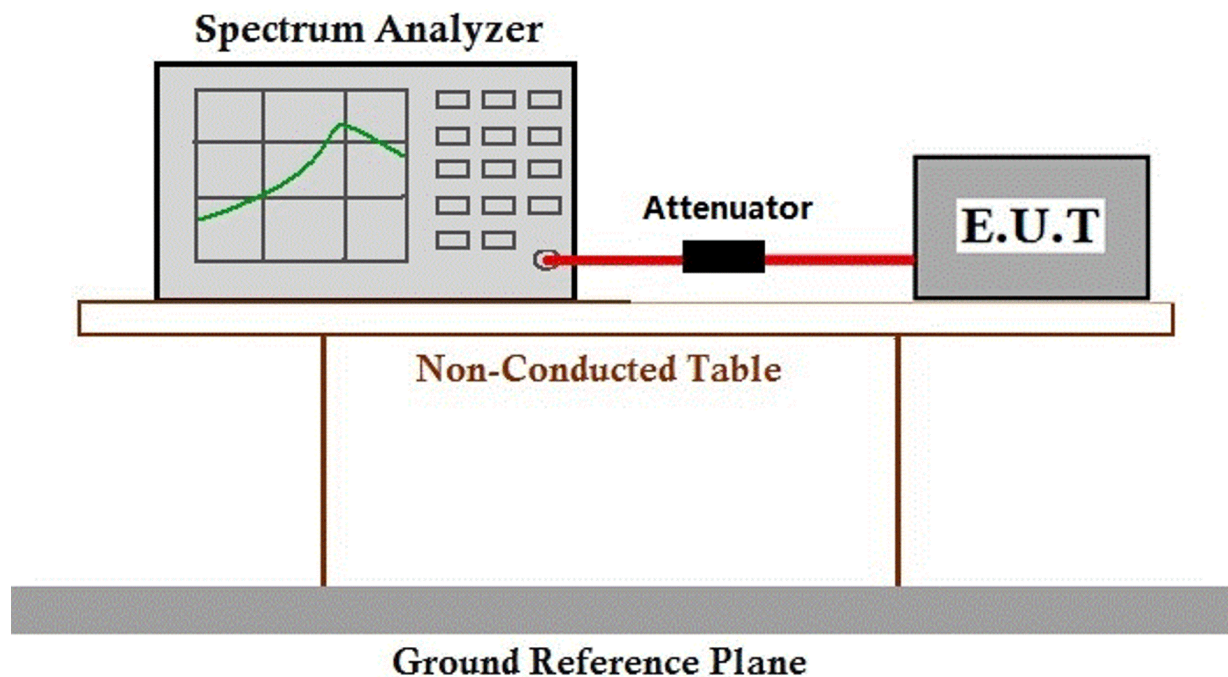 Spectrum Analyzer
Attenuator
E.U.T
Non-Conducted Table
Ground Reference Plane